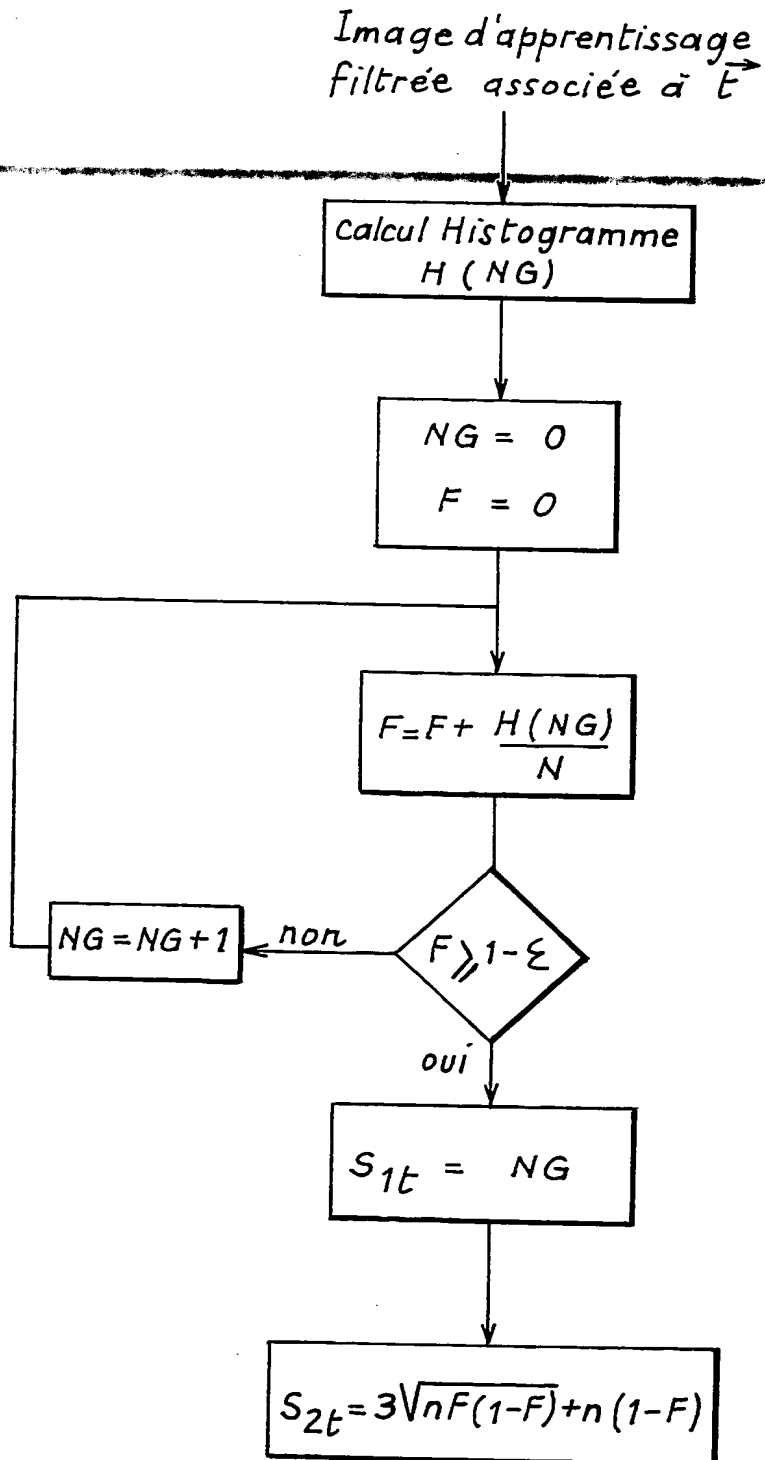 Image d'apprentissage
filtrée associée à t⃗
calcul Histogramme
H (NG)
NG = 0
F = 0
F = F + H(NG)/N
F ⩾ 1-Ɛ
non
NG = NG + 1
oui
S₁ₜ = NG
S₂ₜ = 3√(nF(1-F)) + n(1-F)